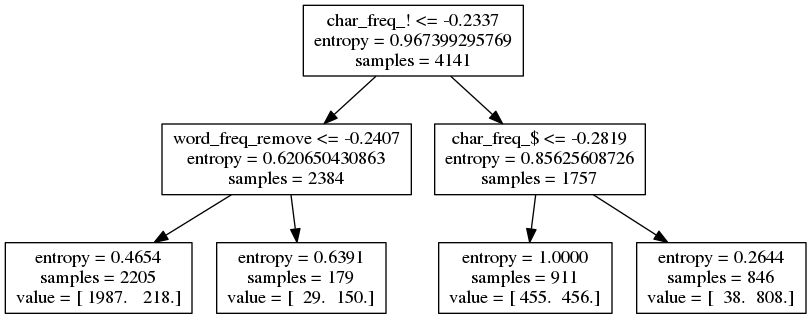 char_freq_! <= -0.2337
entropy = 0.967399295769
samples = 4141
word_freq_remove <= -0.2407
entropy = 0.620650430863
samples = 2384
char_freq_$ <= -0.2819
entropy = 0.85625608726
samples = 1757
entropy = 0.4654
samples = 2205
value = [ 1987.   218.]
entropy = 0.6391
samples = 179
value = [  29.  150.]
entropy = 1.0000
samples = 911
value = [ 455.  456.]
entropy = 0.2644
samples = 846
value = [  38.  808.]